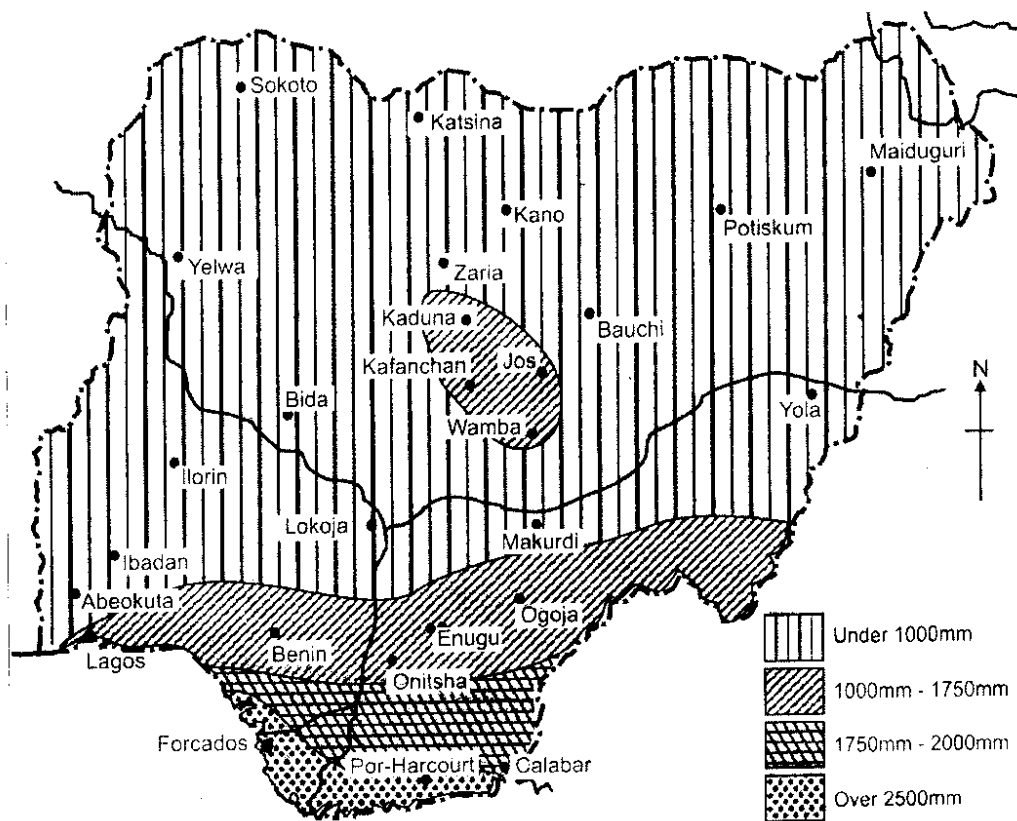 Sokoto
Katsina
Maiduguri
Kano
Potiskum
Yelwa
Zaria
Kaduna
Bauchi
Jos
Kafanchan
N
Bida
Yola
Wamba
Ilorin
Lokoja
Makurdi
Ibadan
Abeokuta
Ogoja
Enugu
Benin
Lagos
Onitsha
Under 1000mm
1000mm - 1750mm
1750mm - 2000mm
Over 2500mm
Forcados
Por-Harcourt
Calabar